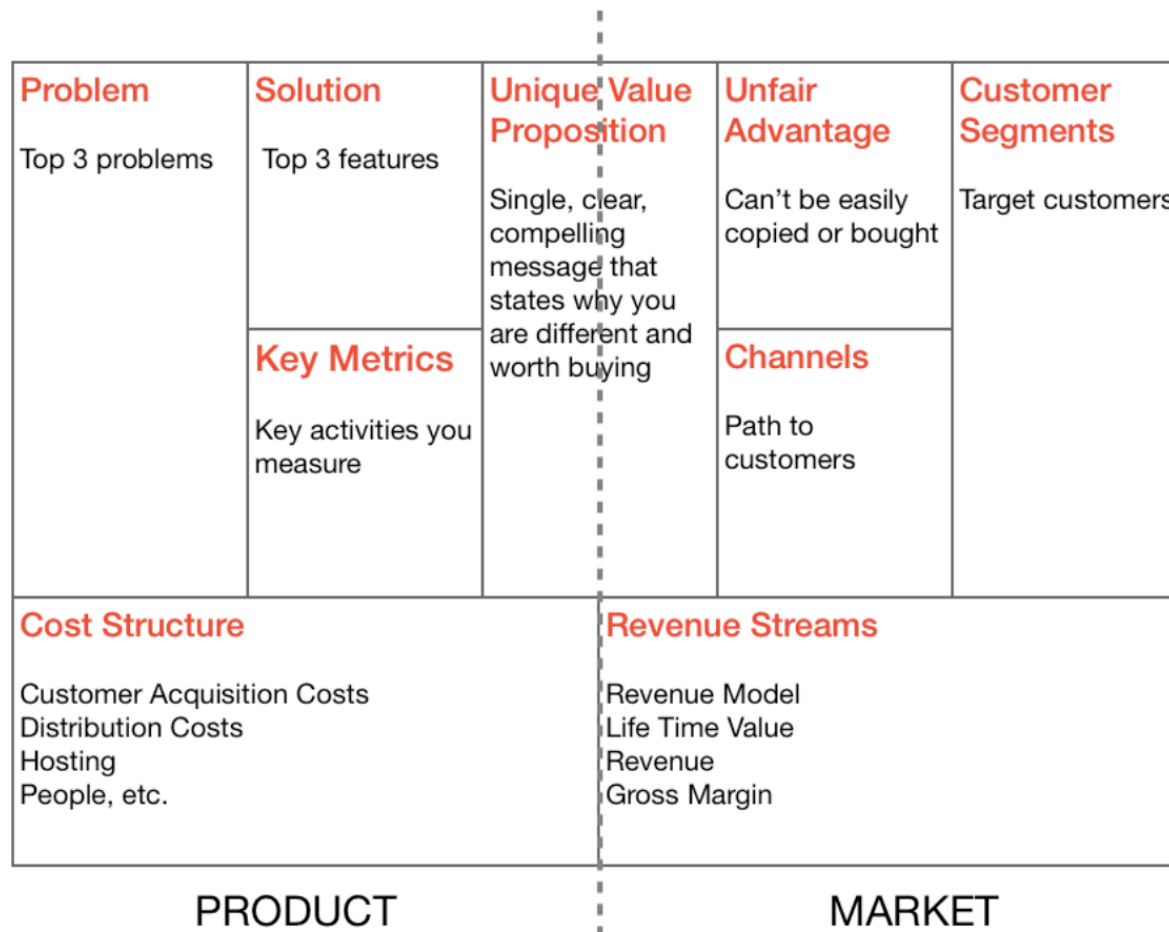 Problem
Top 3 problems
Solution
Top 3 features
Key Metrics
Key activities you
measure
Unique Value
Proposition
Single, clear,
compelling
message that
states why you
are different and
worth buying
Unfair
Advantage
Can't be easily
copied or bought
Channels
Path to
customers
Customer
Segments
Target customers
Cost Structure
Customer Acquisition Costs
Distribution Costs
Hosting
People, etc.
Revenue Streams
Revenue Model
Life Time Value
Revenue
Gross Margin
PRODUCT
MARKET